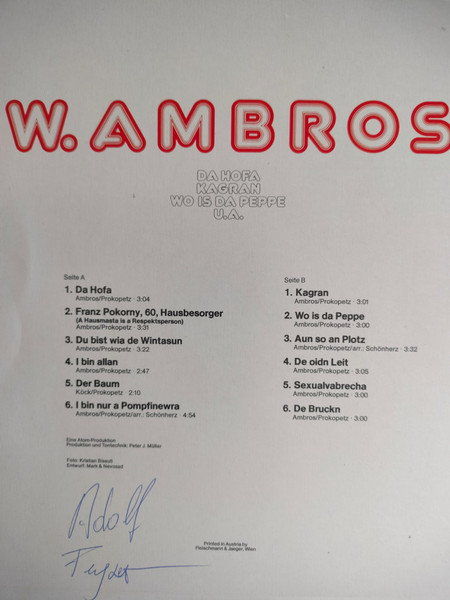 W. AMBROS
DA HOFA
KAGRAN
WO IS DA PEPPE
U.A.
Seite A
1. Da Hofa
Ambros/Prokopetz · 3:04
2. Franz Pokorny, 60, Hausbesorger
(A Hausmasta is a Respektsperson)
Ambros/Prokopetz · 3:31
3. Du bist wia de Wintasun
Ambros/Prokopetz · 3:22
4. I bin allan
Ambros/Prokopetz · 2:47
5. Der Baum
Köck/Prokopetz · 2:10
6. I bin nur a Pompfinewra
Ambros/Prokopetz/arr.: Schönherz · 4:54
Seite B
1. Kagran
Ambros/Prokopetz · 3:01
2. Wo is da Peppe
Ambros/Prokopetz · 3:00
3. Aun so an Plotz
Ambros/Prokopetz/arr.: Schönherz · 3:32
4. De oidn Leit
Ambros/Prokopetz · 3:05
5. Sexualvabrecha
Ambros/Prokopetz · 3:00
6. De Bruckn
Ambros/Prokopetz · 3:00
Eine Atom-Produktion
Produktion und Tontechnik: Peter J. Müller
Foto: Kristian Bissuti
Entwurf: Mark &
Printed in Austria by
Fleischmann & Jaeger, Wien
Adolf